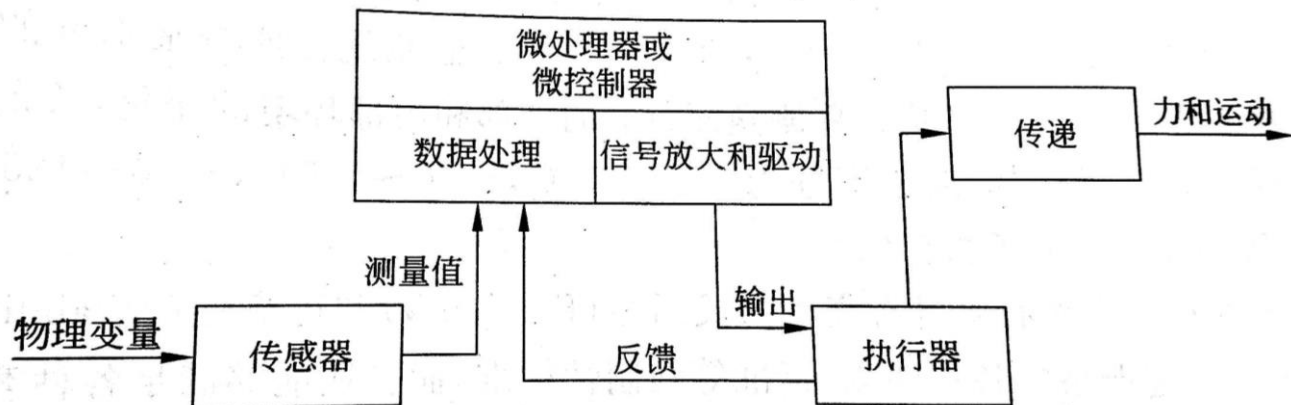 微处理器或
微控制器
数据处理
信号放大和驱动
传递
力和运动
测量值
输出
物理变量
传感器
反馈
执行器